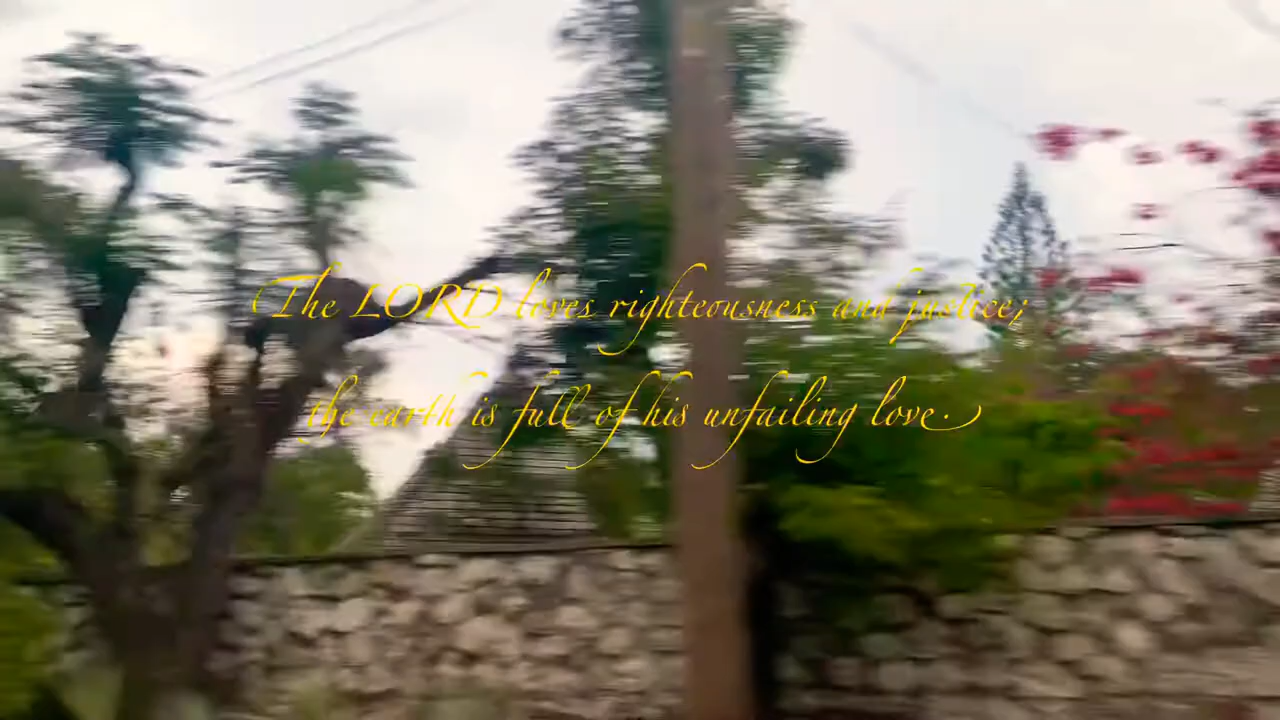 The LORD loves righteousness and justice;
the earth is full of his unfailing love.